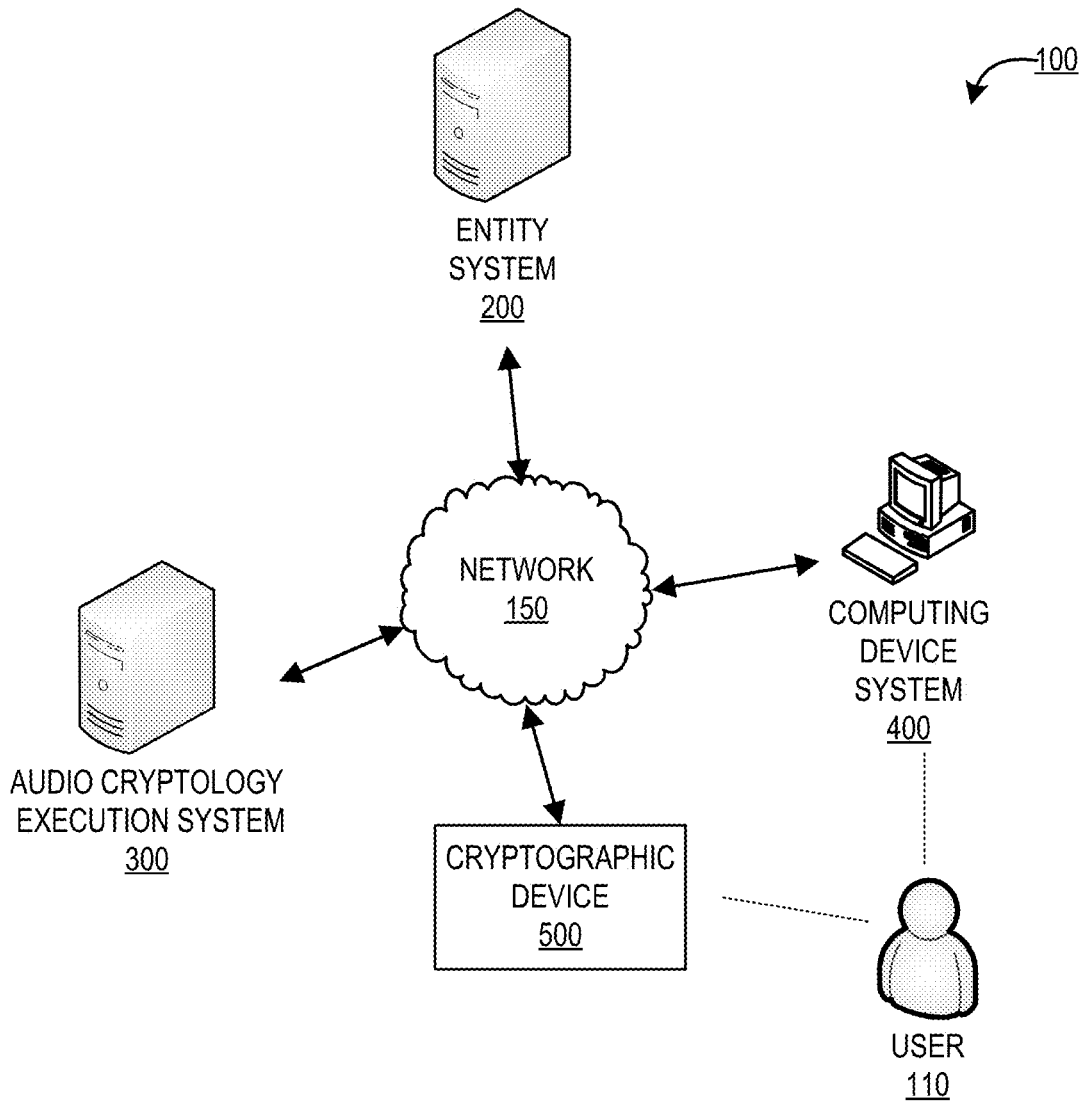 100
ENTITY
SYSTEM
200
NETWORK
150
COMPUTING
DEVICE
SYSTEM
400
AUDIO CRYPTOLOGY
EXECUTION SYSTEM
300
CRYPTOGRAPHIC
DEVICE
500
USER
110